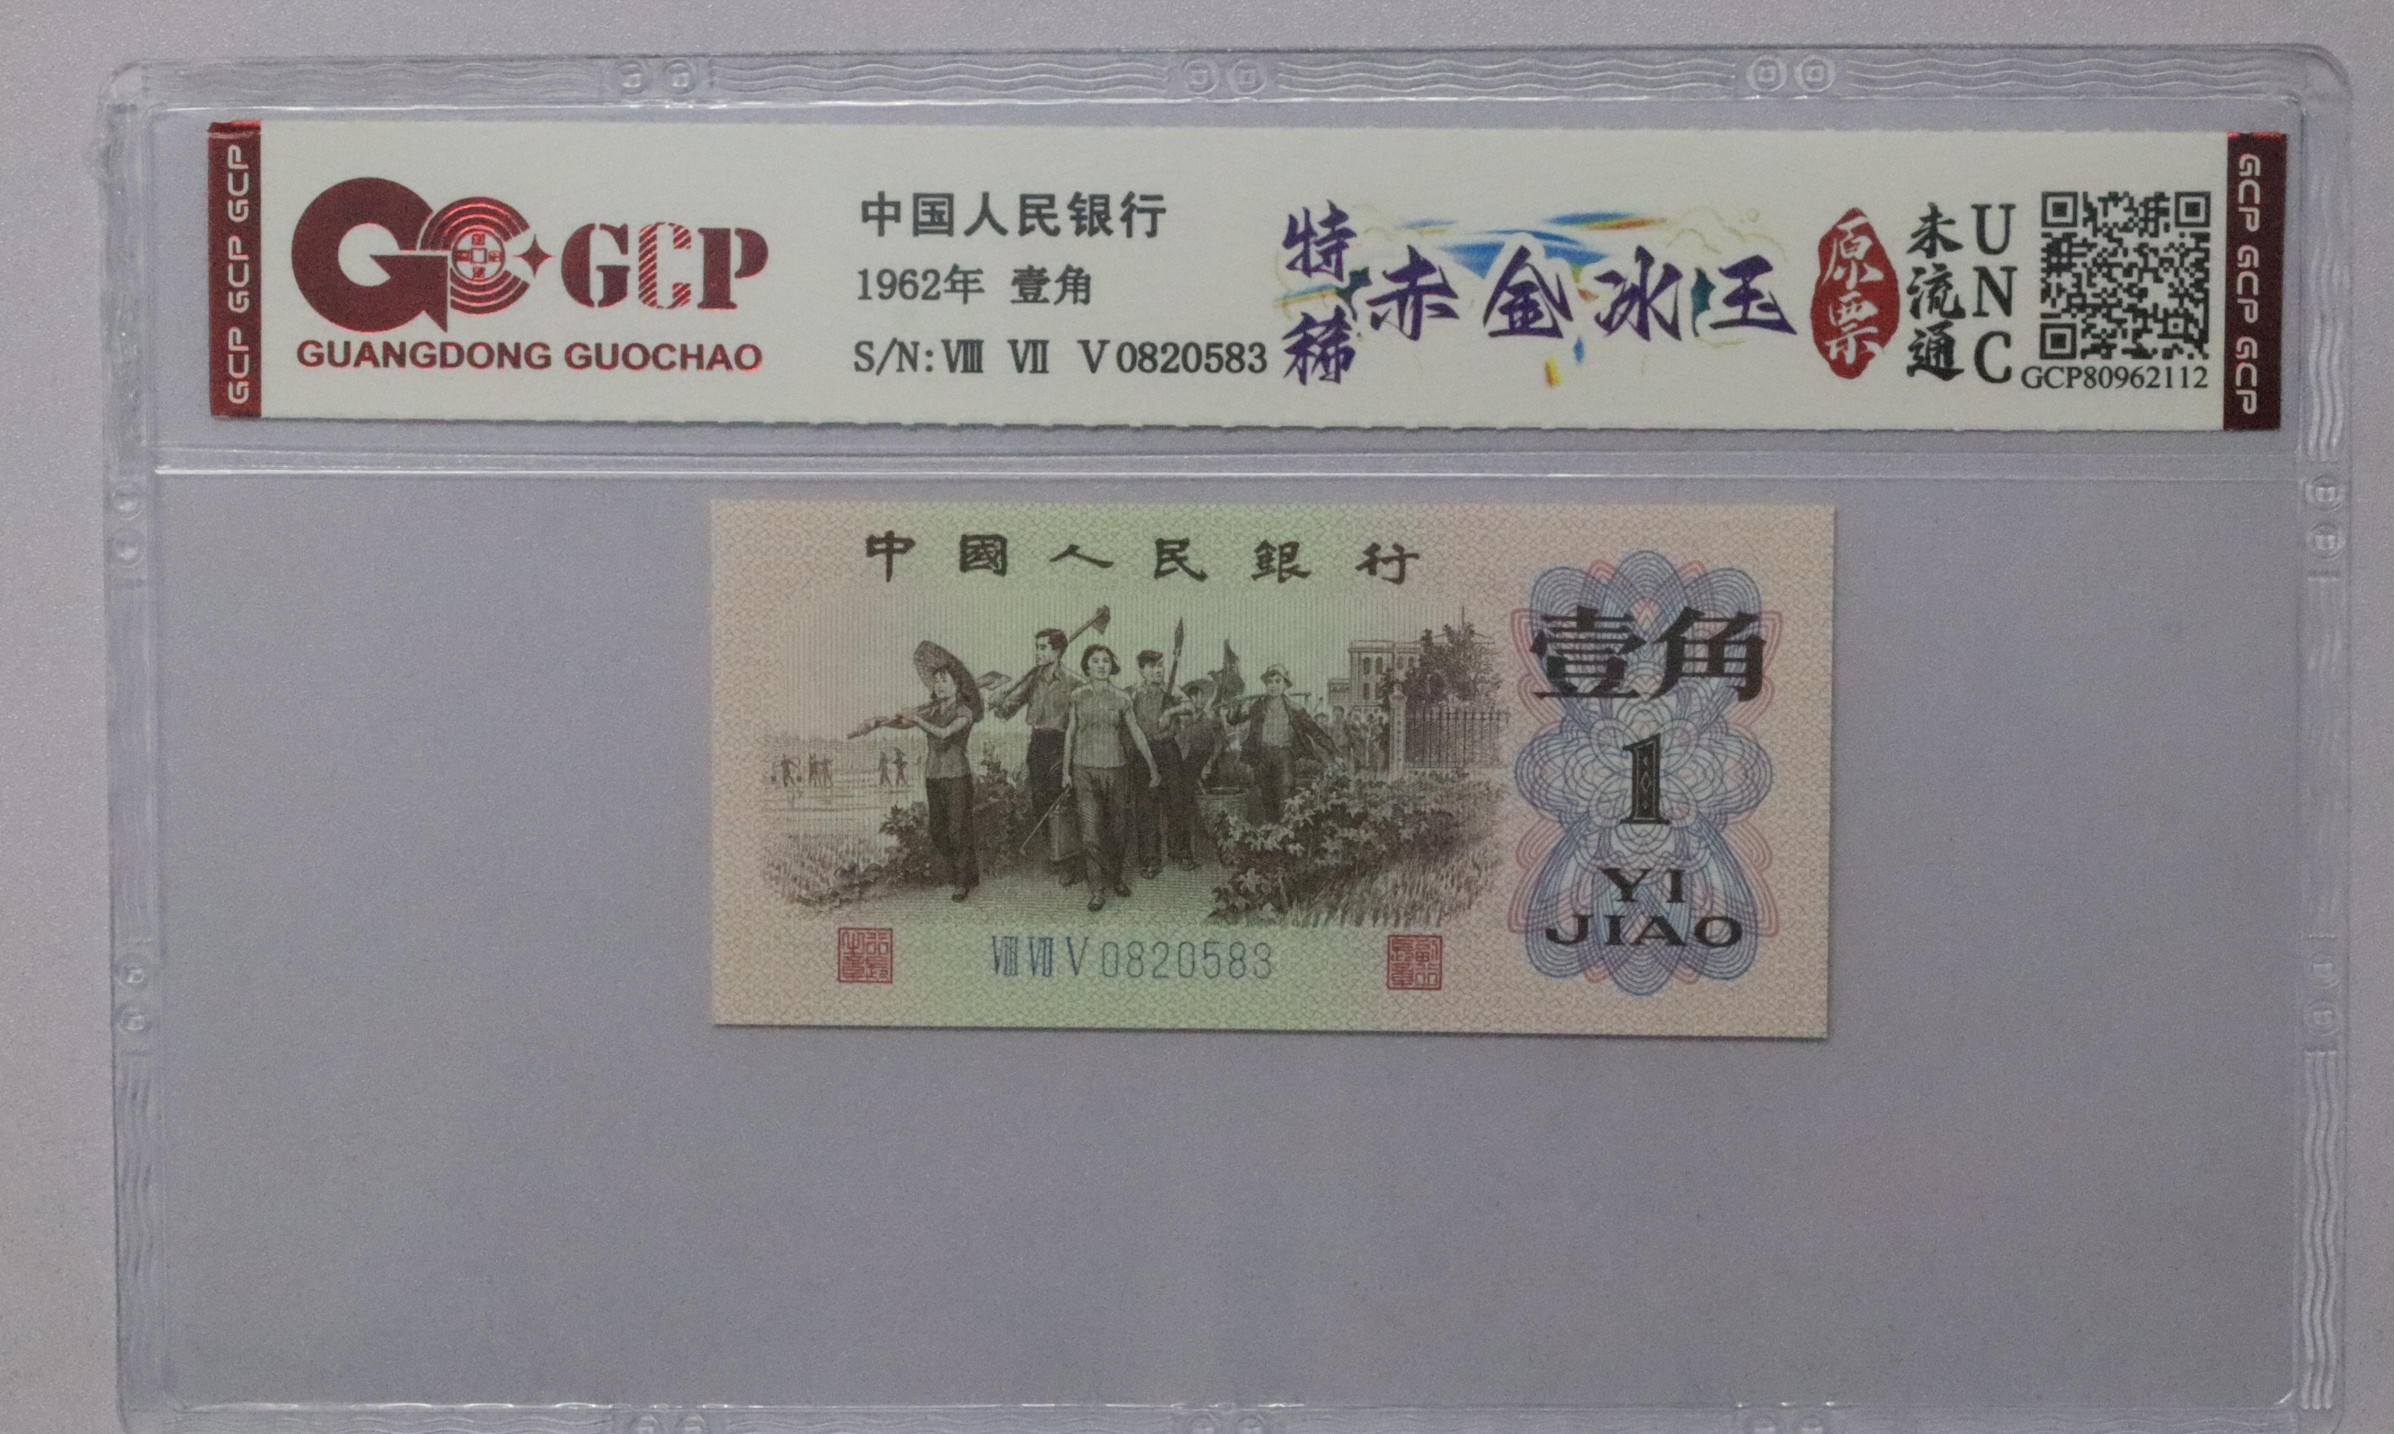 GCP GCP GCP
GCP
GUANGDONG GUOCHAO
中国人民银行
1962年 壹角
S/N: Ⅷ Ⅶ Ⅴ 0820583
特稀
赤金冰玉
原票
未流通
UNC
GCP80962112
GCP GCP GCP
中國人民銀行
壹角
1
YI
JIAO
Ⅷ Ⅶ Ⅴ 0820583